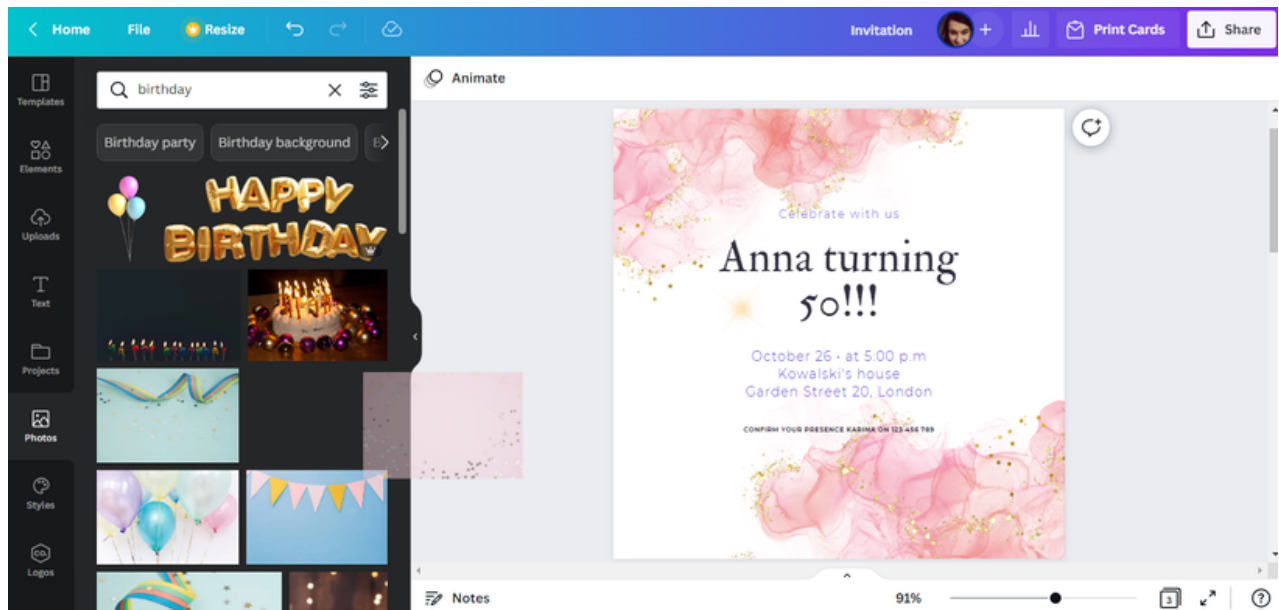 Home File Resize Invitation + Print Cards Share
Templates
Elements
Uploads
Text
Projects
Photos
Styles
CO.
Logos
birthday
Birthday party Birthday background
HAPPY
BIRTHDAY
Animate
Celebrate with us
Anna turning
50!!!
October 26 • at 5:00 p.m
Kowalski's house
Garden Street 20, London
CONFIRM YOUR PRESENCE KARINA ON 123 456 789
Notes 91% 3 ?